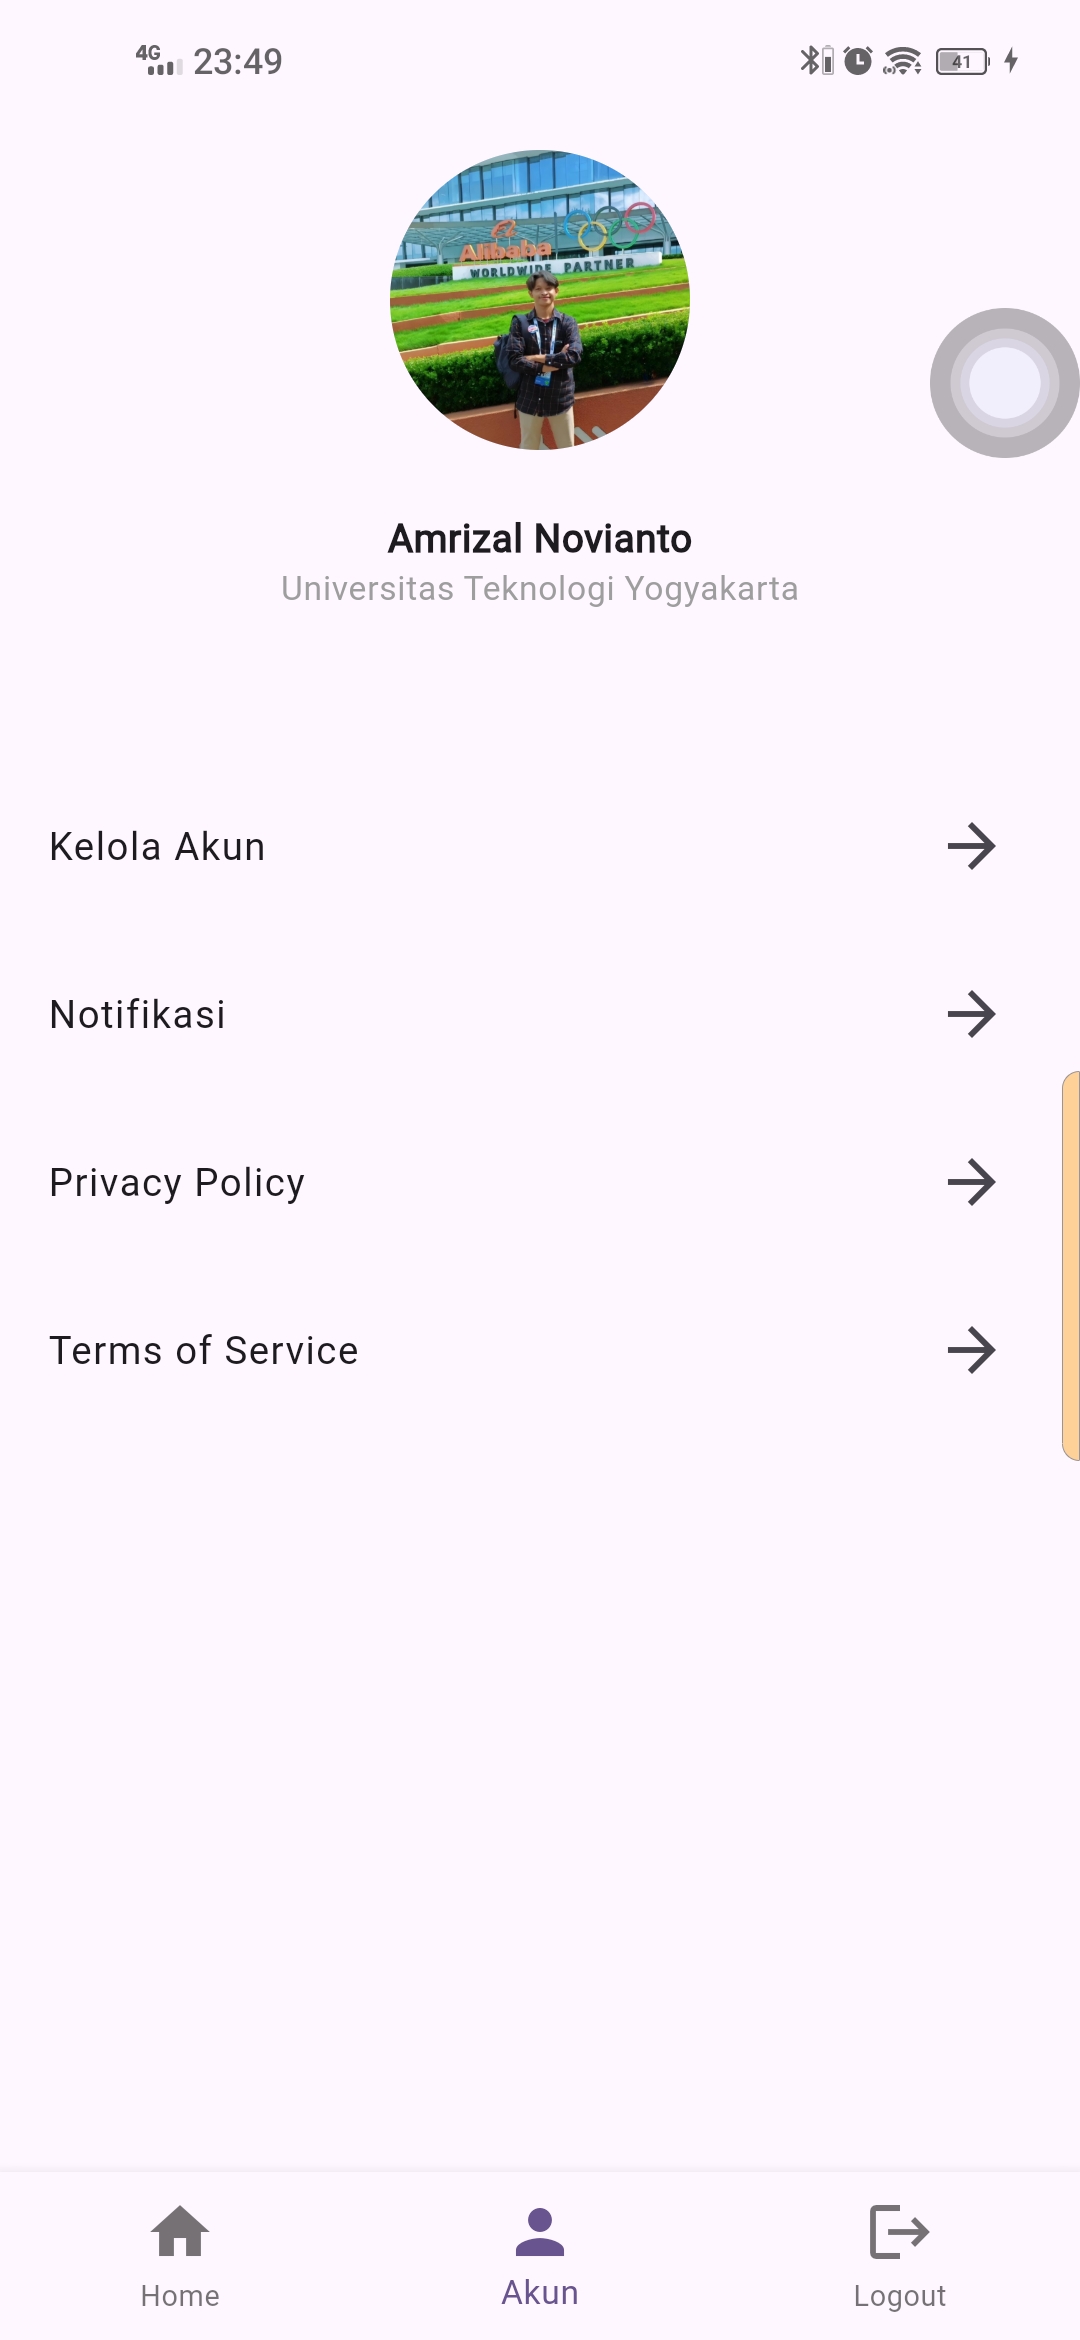 4G 23:49 41
Alibaba
WORLDWIDE PARTNER
Amrizal Novianto
Universitas Teknologi Yogyakarta
Kelola Akun
Notifikasi
Privacy Policy
Terms of Service
Home Akun Logout